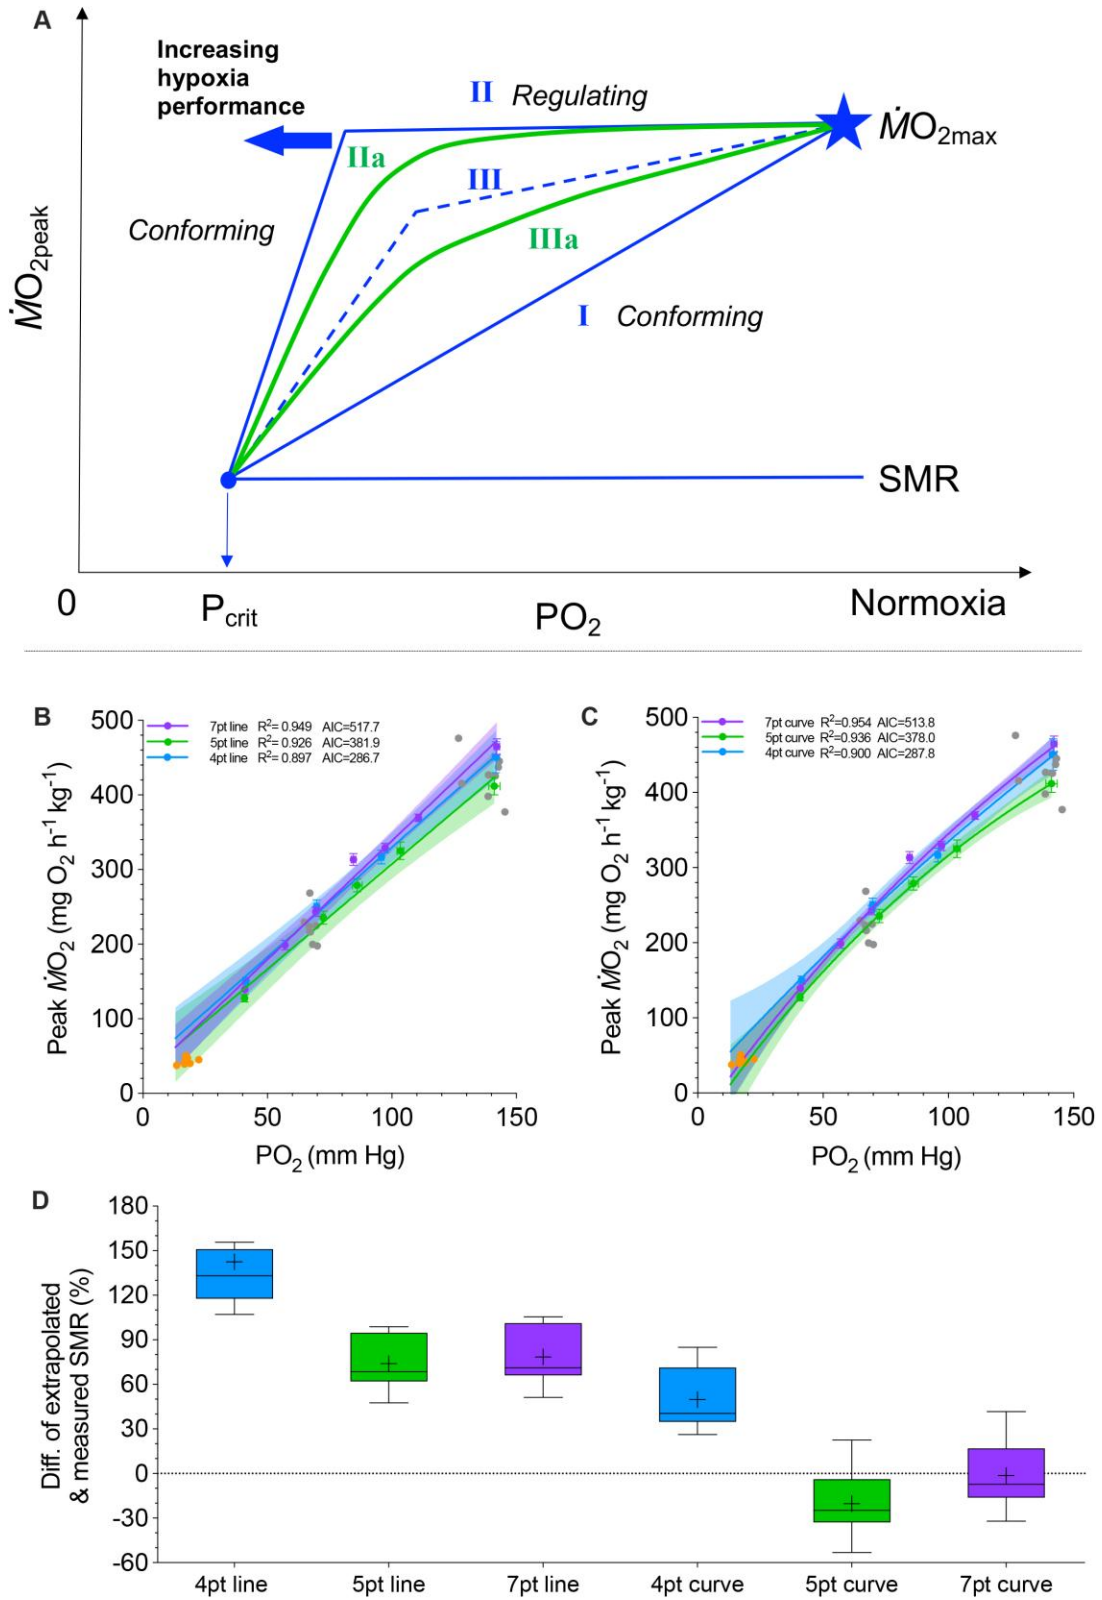 A
Increasing
hypoxia
performance
II Regulating
ṀO2max
IIa
III
Conforming
IIIa
ṀO2peak
I Conforming
SMR
0
Pcrit
PO2
Normoxia
B
7pt line R2= 0.949 AIC=517.7
5pt line R2= 0.926 AIC=381.9
4pt line R2= 0.897 AIC=286.7
500
400
300
200
100
0
Peak ṀO2 (mg O2 h-1 kg-1)
0 50 100 150
PO2 (mm Hg)
C
7pt curve R2=0.954 AIC=513.8
5pt curve R2=0.936 AIC=378.0
4pt curve R2=0.900 AIC=287.8
500
400
300
200
100
0
Peak ṀO2 (mg O2 h-1 kg-1)
0 50 100 150
PO2 (mm Hg)
D
180
150
120
90
60
30
0
-30
-60
Diff. of extrapolated
& measured SMR (%)
4pt line 5pt line 7pt line 4pt curve 5pt curve 7pt curve